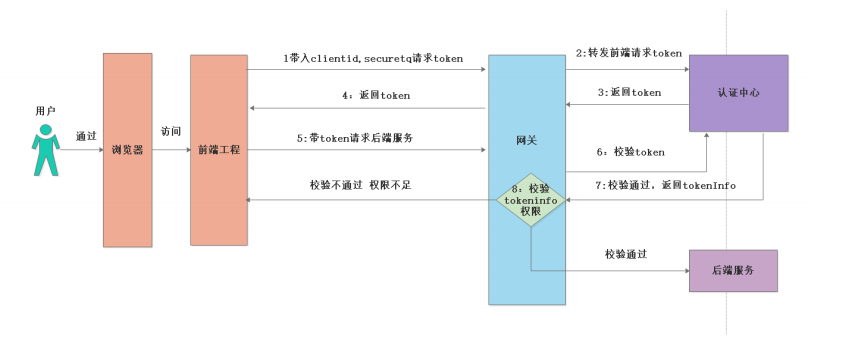 1带入clientid,securetq请求token
2:转发前端请求token
用户
4: 返回token
3:返回token
认证中心
通过
浏览器
访问
前端工程
5:带token请求后端服务
网关
6: 校验token
校验不通过 权限不足
8: 校验
tokeninfo
权限
7:校验通过，返回tokenInfo
校验通过
后端服务